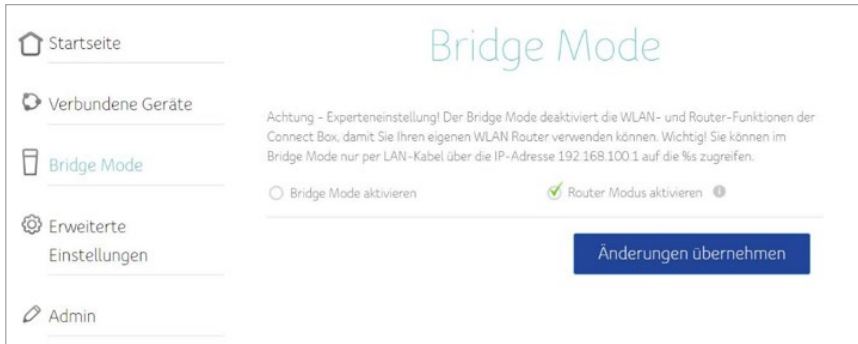 Startseite
Verbundene Geräte
Bridge Mode
Erweiterte
Einstellungen
Admin
Bridge Mode
Achtung - Experteneinstellung! Der Bridge Mode deaktiviert die WLAN- und Router-Funktionen der
Connect Box, damit Sie Ihren eigenen WLAN Router verwenden können. Wichtig! Sie können im
Bridge Mode nur per LAN-Kabel über die IP-Adresse 192.168.100.1 auf die %s zugreifen.
Bridge Mode aktivieren
Router Modus aktivieren
Änderungen übernehmen